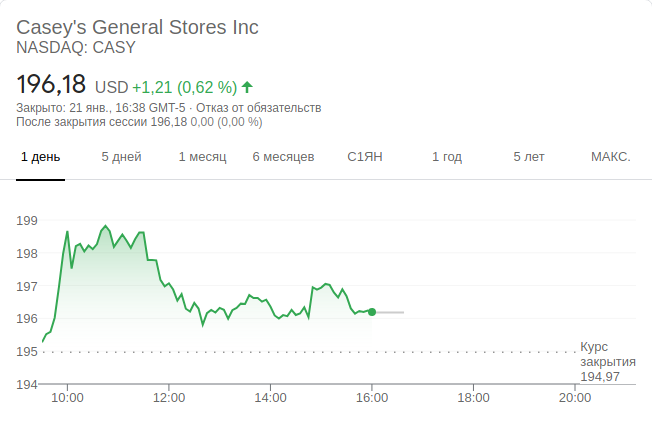 Casey's General Stores Inc
NASDAQ: CASY
196,18 USD +1,21 (0,62 %)
Закрыто: 21 янв., 16:38 GMT-5 · Отказ от обязательств
После закрытия сессии 196,18 0,00 (0,00 %)
1 день 5 дней 1 месяц 6 месяцев С1ЯН 1 год 5 лет МАКС.
199
198
197
196
195
194
Курс
закрытия
194,97
10:00 12:00 14:00 16:00 18:00 20:00